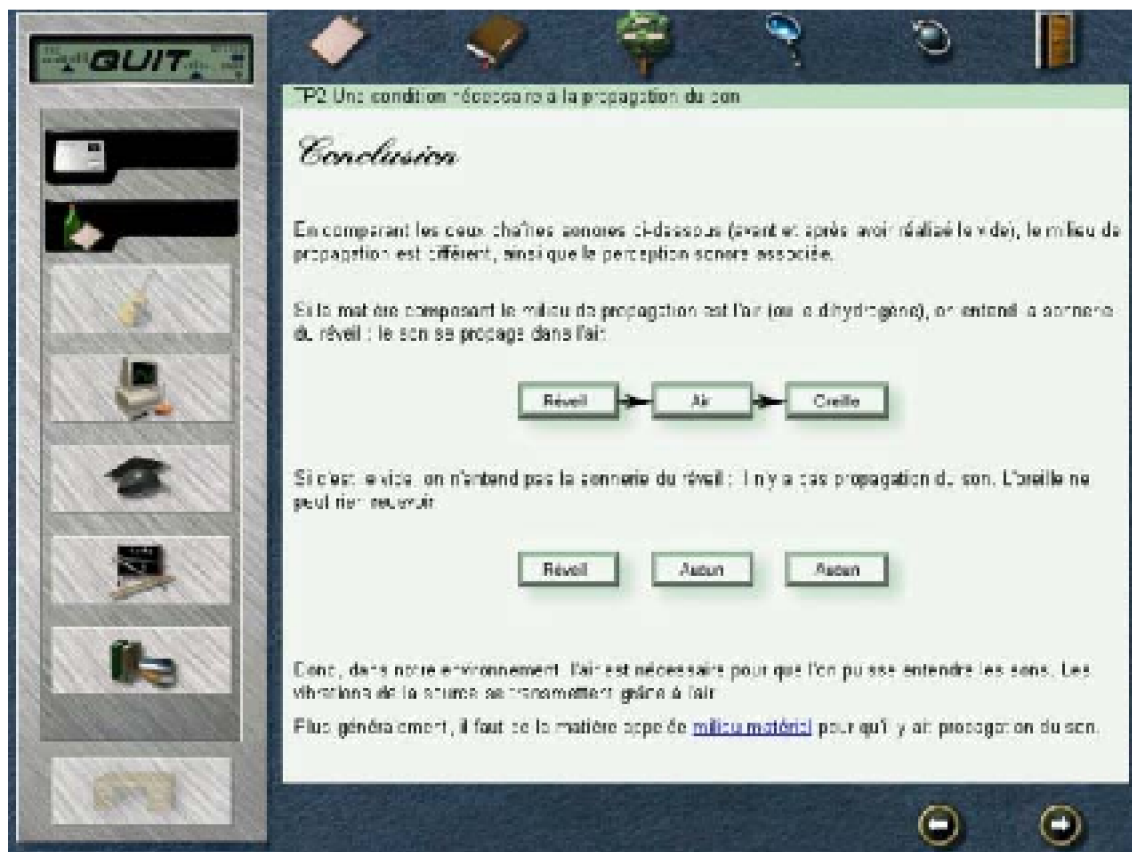 QUIT
TP2 Une condition nécessaire à la propagation du son
Conclusion
En comparant les deux chaînes sonores ci-dessous (avant et après avoir réalisé le vide), le milieu de
propagation est différent, ainsi que la perception sonore associée.
Si la matière composant le milieu de propagation est l'air (ou le dihydrogène), on entend la sonnerie
du réveil : le son se propage dans l'air.
Réveil Air Oreille
Si c'est le vide, on n'entend pas la sonnerie du réveil : il n'y a pas propagation du son. L'oreille ne
peut rien recevoir.
Réveil Aucun Aucun
Donc, dans notre environnement, l'air est nécessaire pour que l'on puisse entendre les sons. Les
vibrations de la source se transmettent grâce à l'air.
Plus généralement, il faut de la matière appelée milieu matériel pour qu'il y ait propagation du son.